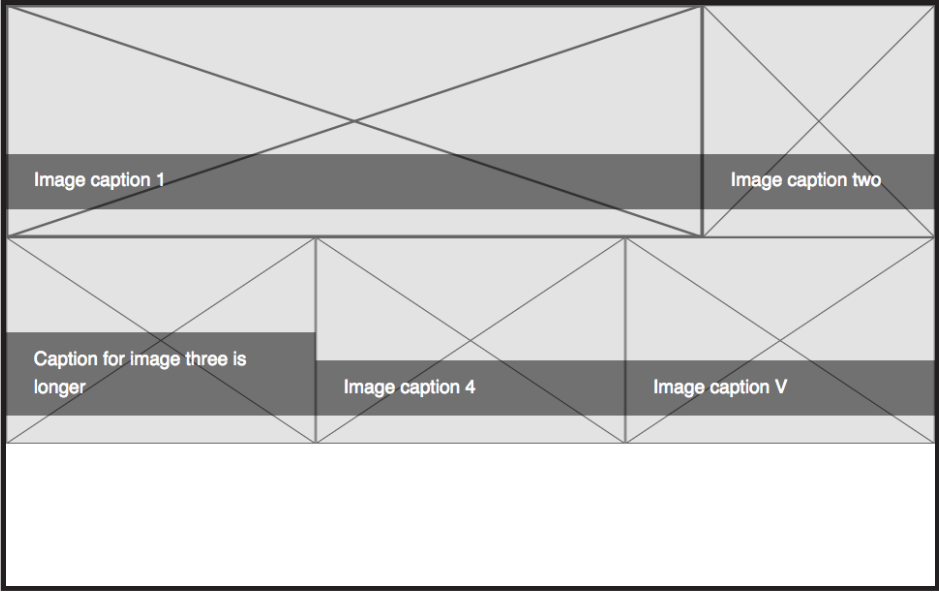 Image caption 1
Image caption two
Caption for image three is
longer
Image caption 4
Image caption V